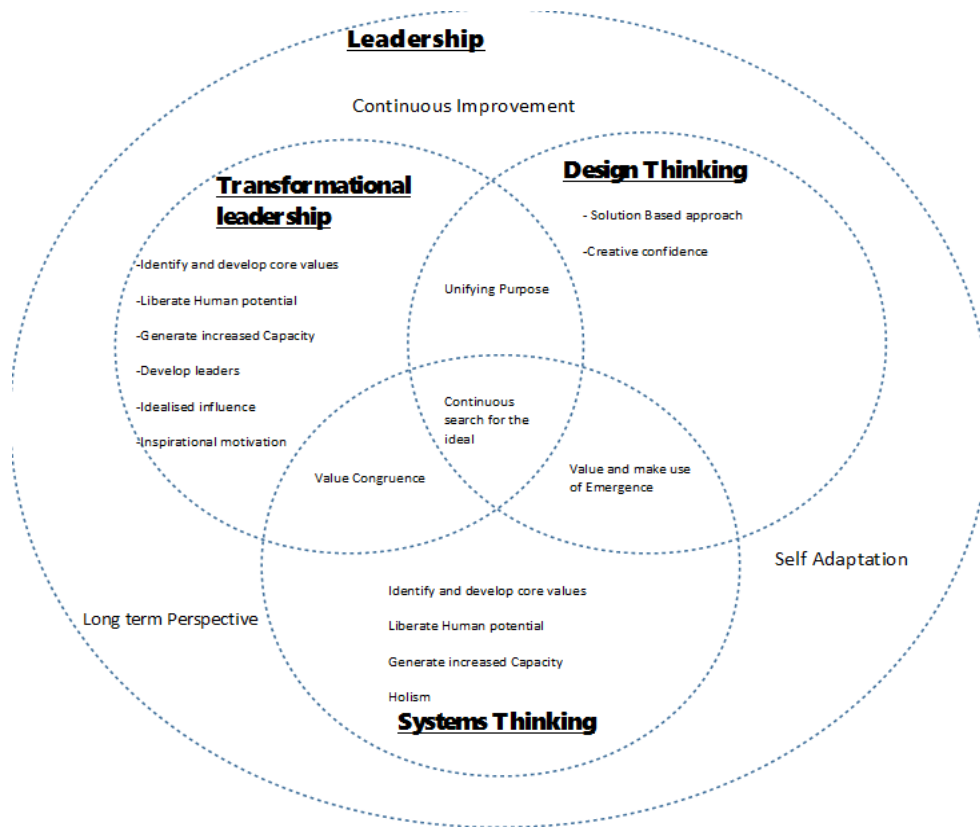 Leadership
Continuous Improvement
Transformational
leadership
-Identify and develop core values
-Liberate Human potential
-Generate increased Capacity
-Develop leaders
-Idealised influence
-Inspirational motivation
Design Thinking
- Solution Based approach
-Creative confidence
Unifying Purpose
Continuous
search for the
ideal
Value Congruence
Value and make use
of Emergence
Self Adaptation
Long term Perspective
Identify and develop core values
Liberate Human potential
Generate increased Capacity
Holism
Systems Thinking